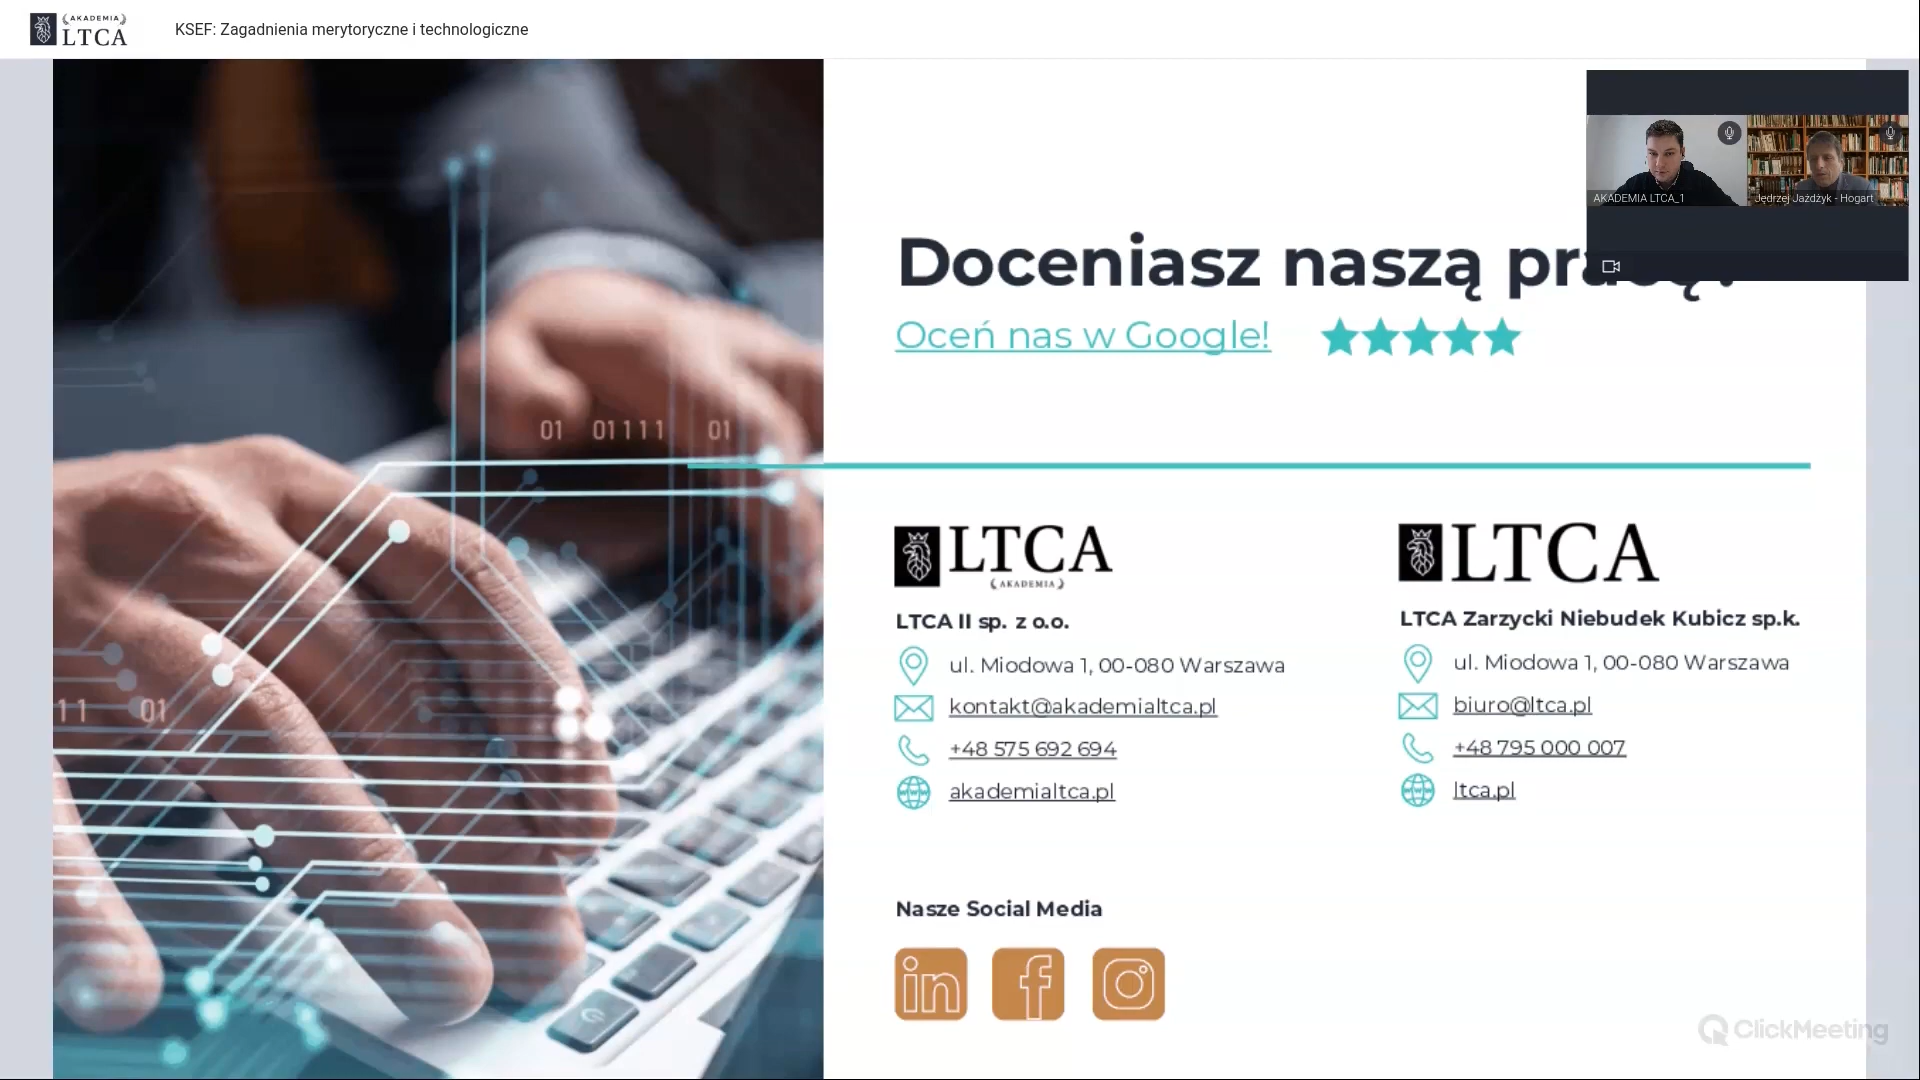 AKADEMIA
LTCA
KSEF: Zagadnienia merytoryczne i technologiczne
AKADEMIA LTCA_1
Jędrzej Jażdżyk - Hogart
Doceniasz naszą pracę?
Oceń nas w Google!
01 01111 01
11 01
LTCA
AKADEMIA
LTCA II sp. z o.o.
ul. Miodowa 1, 00-080 Warszawa
kontakt@akademialtca.pl
+48 575 692 694
akademialtca.pl
LTCA
LTCA Zarzycki Niebudek Kubicz sp.k.
ul. Miodowa 1, 00-080 Warszawa
biuro@ltca.pl
+48 795 000 007
ltca.pl
Nasze Social Media
in
f
ClickMeeting